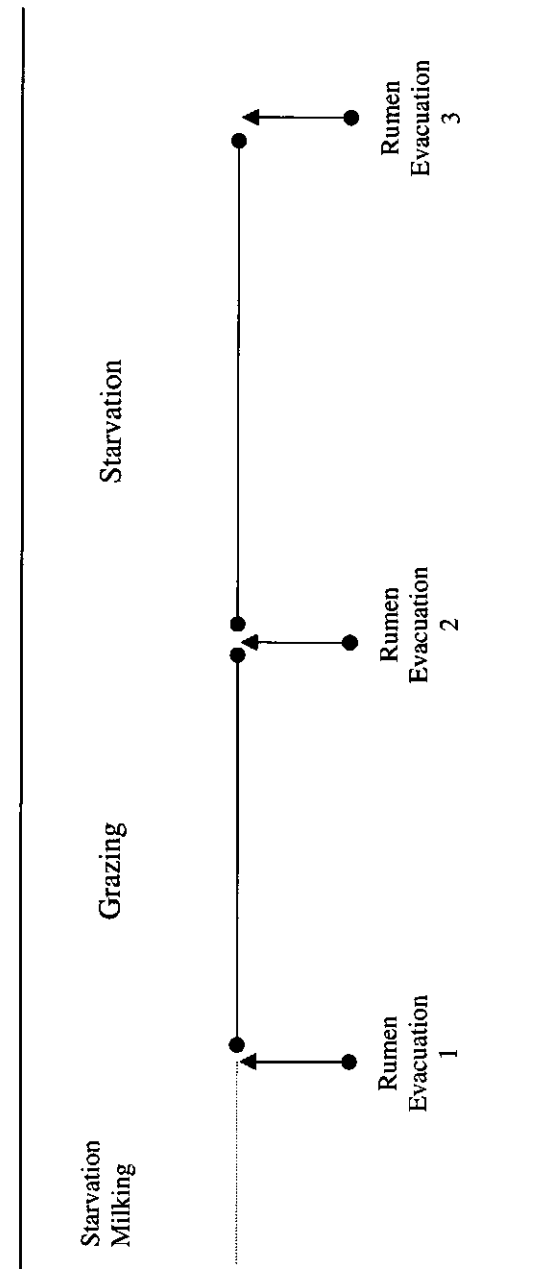 Starvation
Milking
Grazing
Starvation
Rumen
Evacuation
1
Rumen
Evacuation
2
Rumen
Evacuation
3